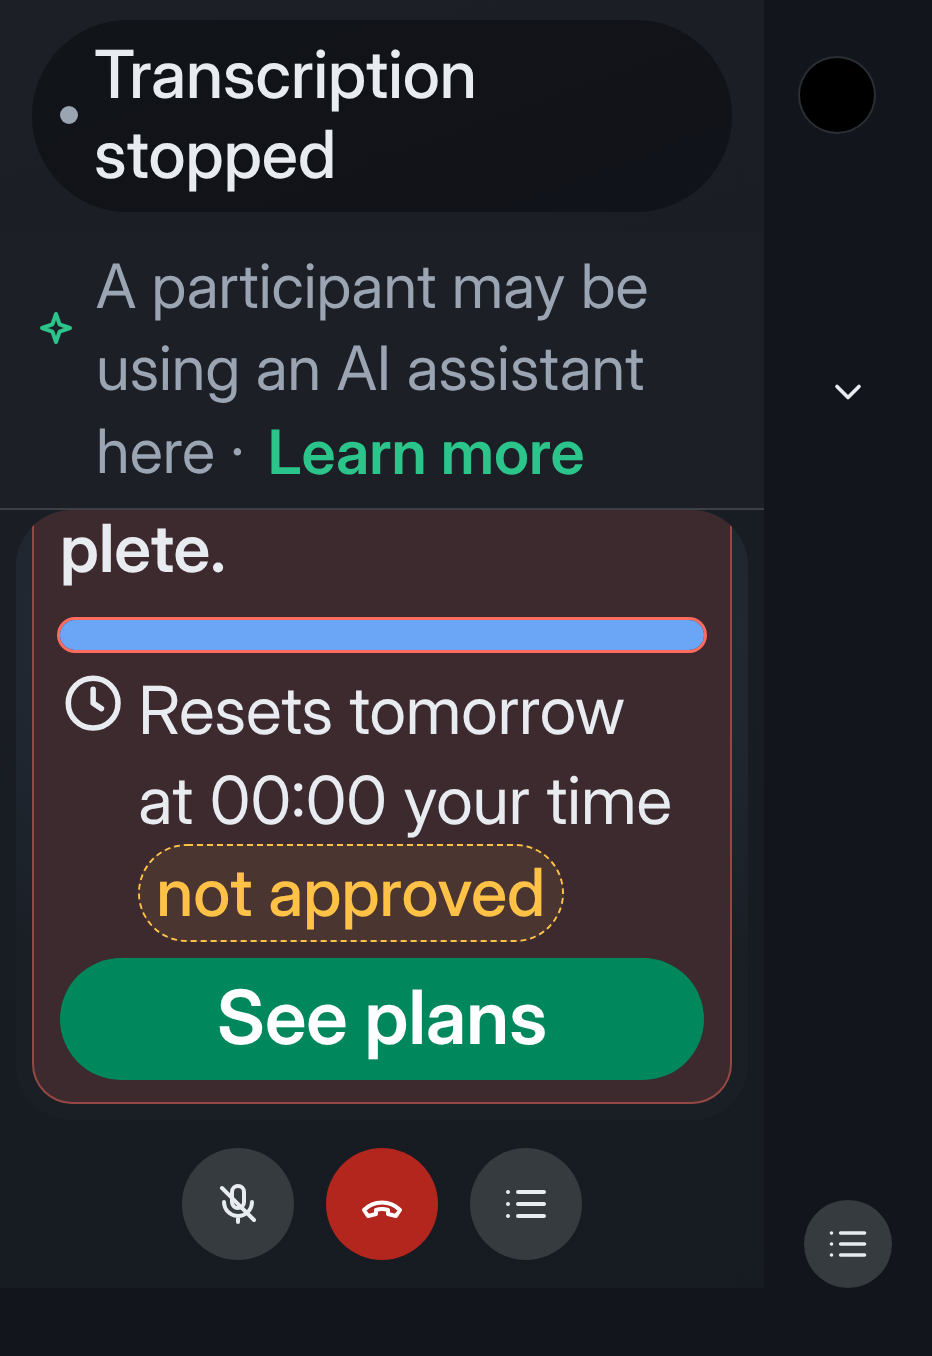 Transcription
stopped
A participant may be
using an AI assistant
here · Learn more
plete.
Resets tomorrow
at 00:00 your time
not approved
See plans